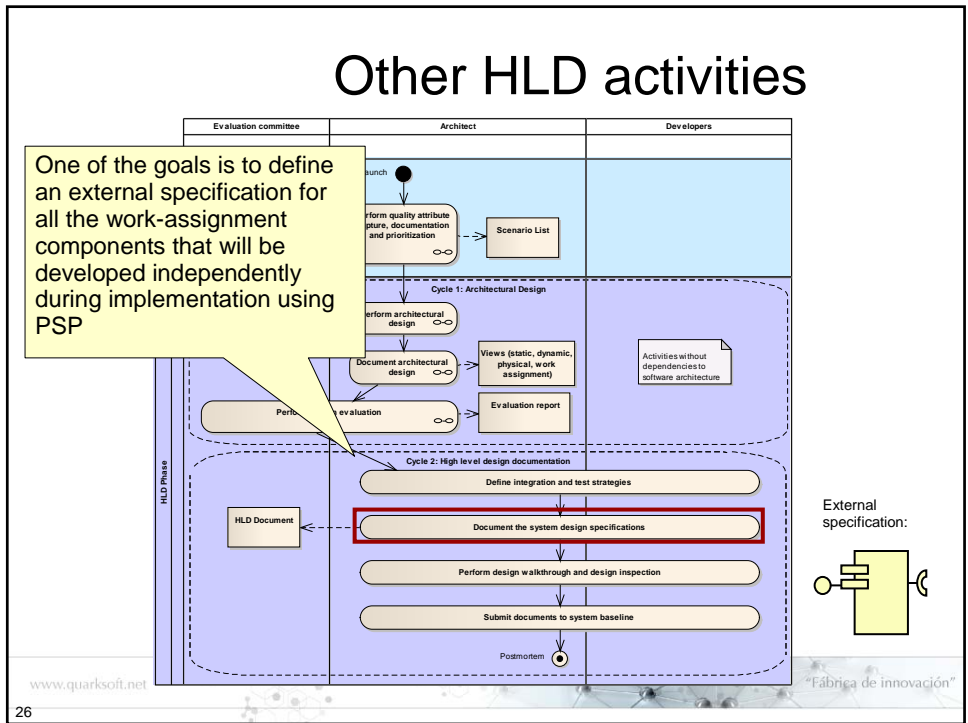 Other HLD activities
Evaluation committee
Architect
Developers
One of the goals is to define
an external specification for
all the work-assignment
components that will be
developed independently
during implementation using
PSP
aunch
rform quality attribute
pture, documentation
and prioritization
Scenario List
Cycle 1: Architectural Design
erform architectural
design
Document architectural
design
Views (static, dynamic,
physical, work
assignment)
Activities without
dependencies to
software architecture
Perfo
n evaluation
Evaluation report
HLD Phase
Cycle 2: High level design documentation
Define integration and test strategies
HLD Document
Document the system design specifications
External
specification:
Perform design walkthrough and design inspection
Submit documents to system baseline
Postmortem
www.quarksoft.net
"Fábrica de innovación"
26